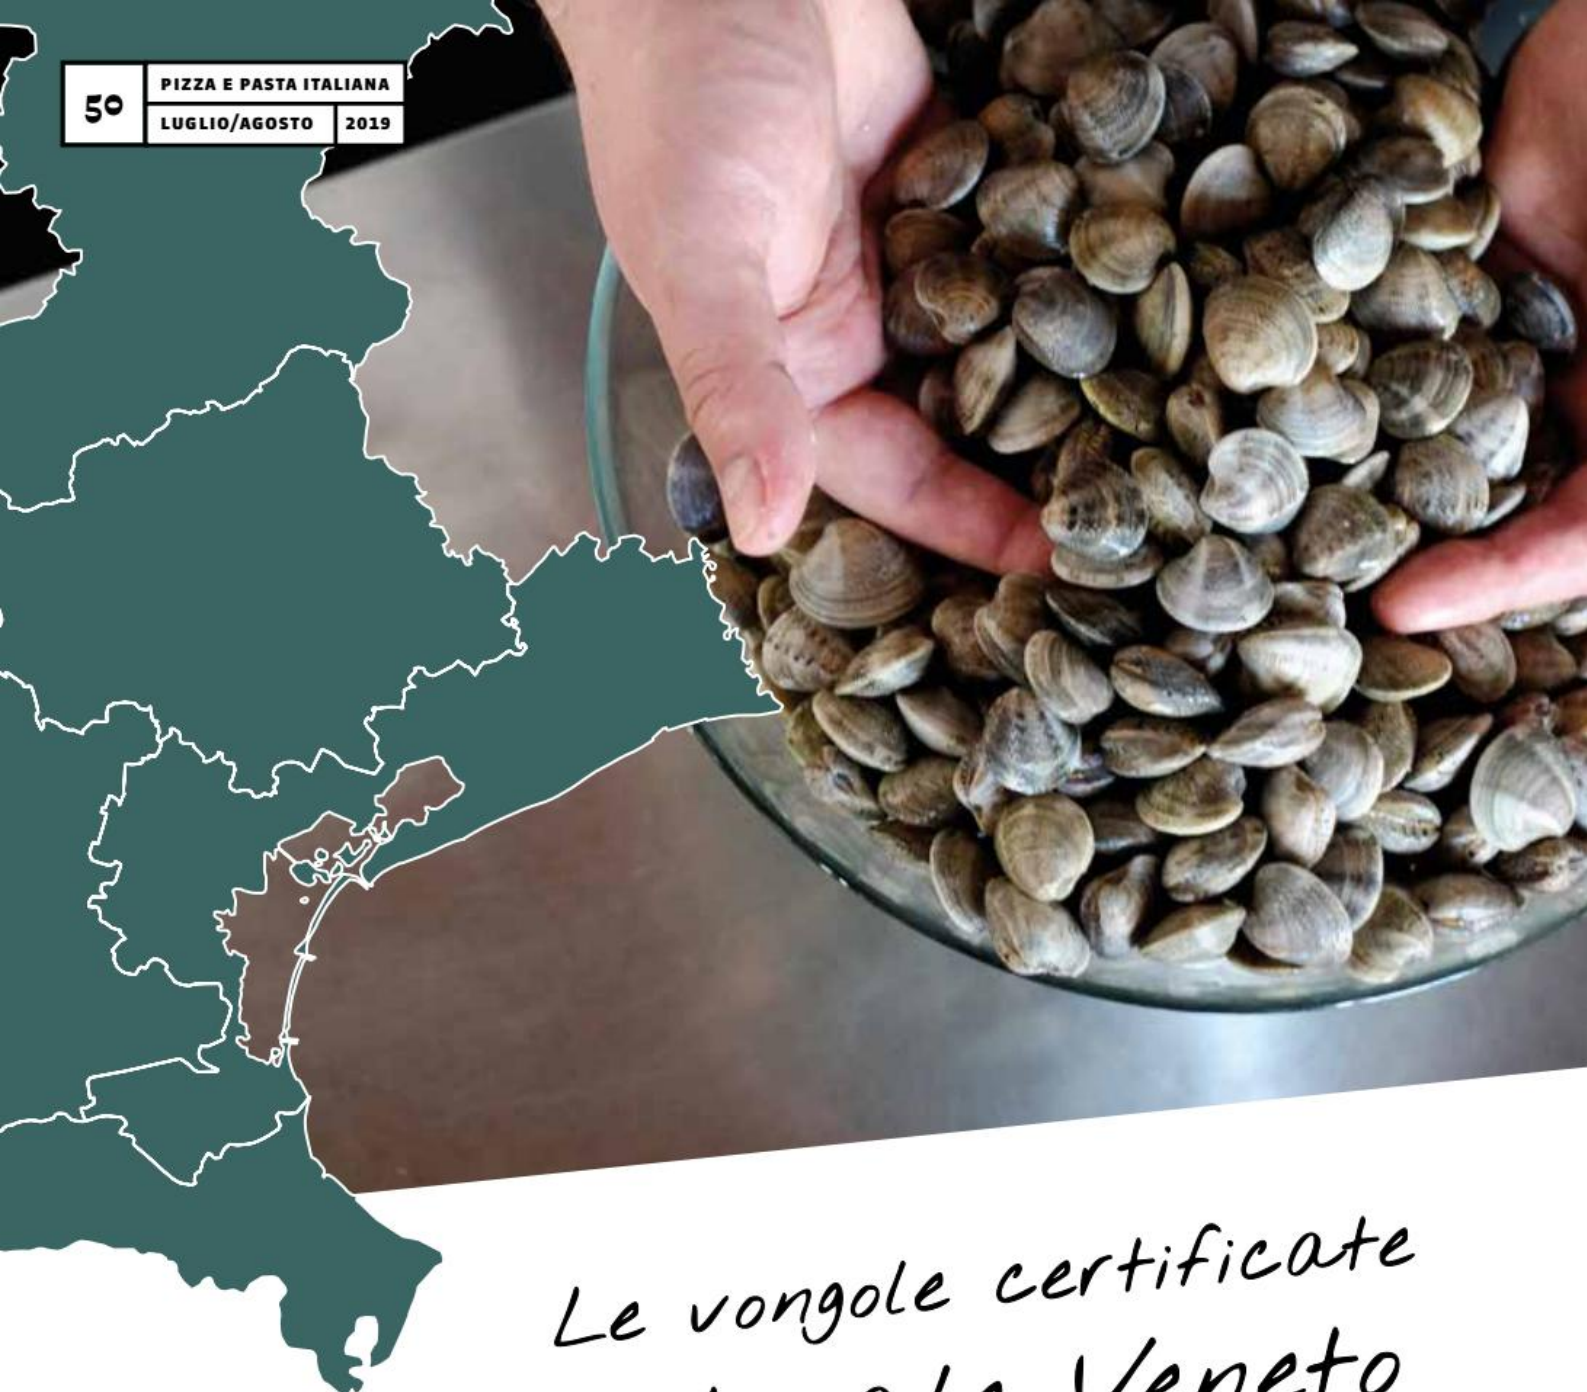 50
PIZZA E PASTA ITALIANA
LUGLIO/AGOSTO 2019
Le vongole certificate
Veneto